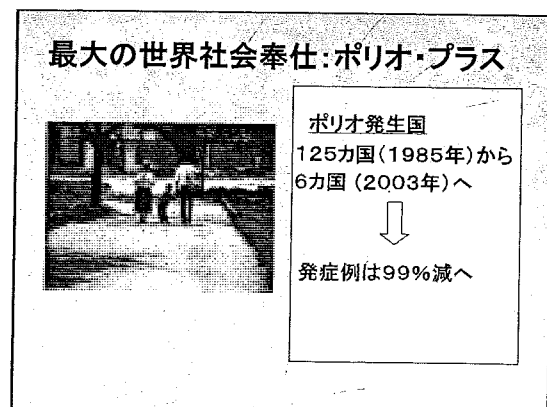 最大の世界社会奉仕:ポリオ・プラス
ポリオ発生国
125カ国(1985年)から
6カ国 (2003年)へ
発症例は99%減へ